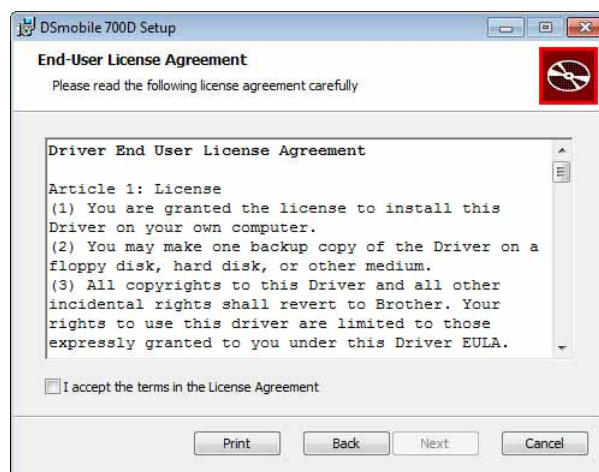 DSmobile 700D Setup
End-User License Agreement
Please read the following license agreement carefully
Driver End User License Agreement
Article 1: License
(1) You are granted the license to install this
Driver on your own computer.
(2) You may make one backup copy of the Driver on a
floppy disk, hard disk, or other medium.
(3) All copyrights to this Driver and all other
incidental rights shall revert to Brother. Your
rights to use this driver are limited to those
expressly granted to you under this Driver EULA.
I accept the terms in the License Agreement
Print Back Next Cancel